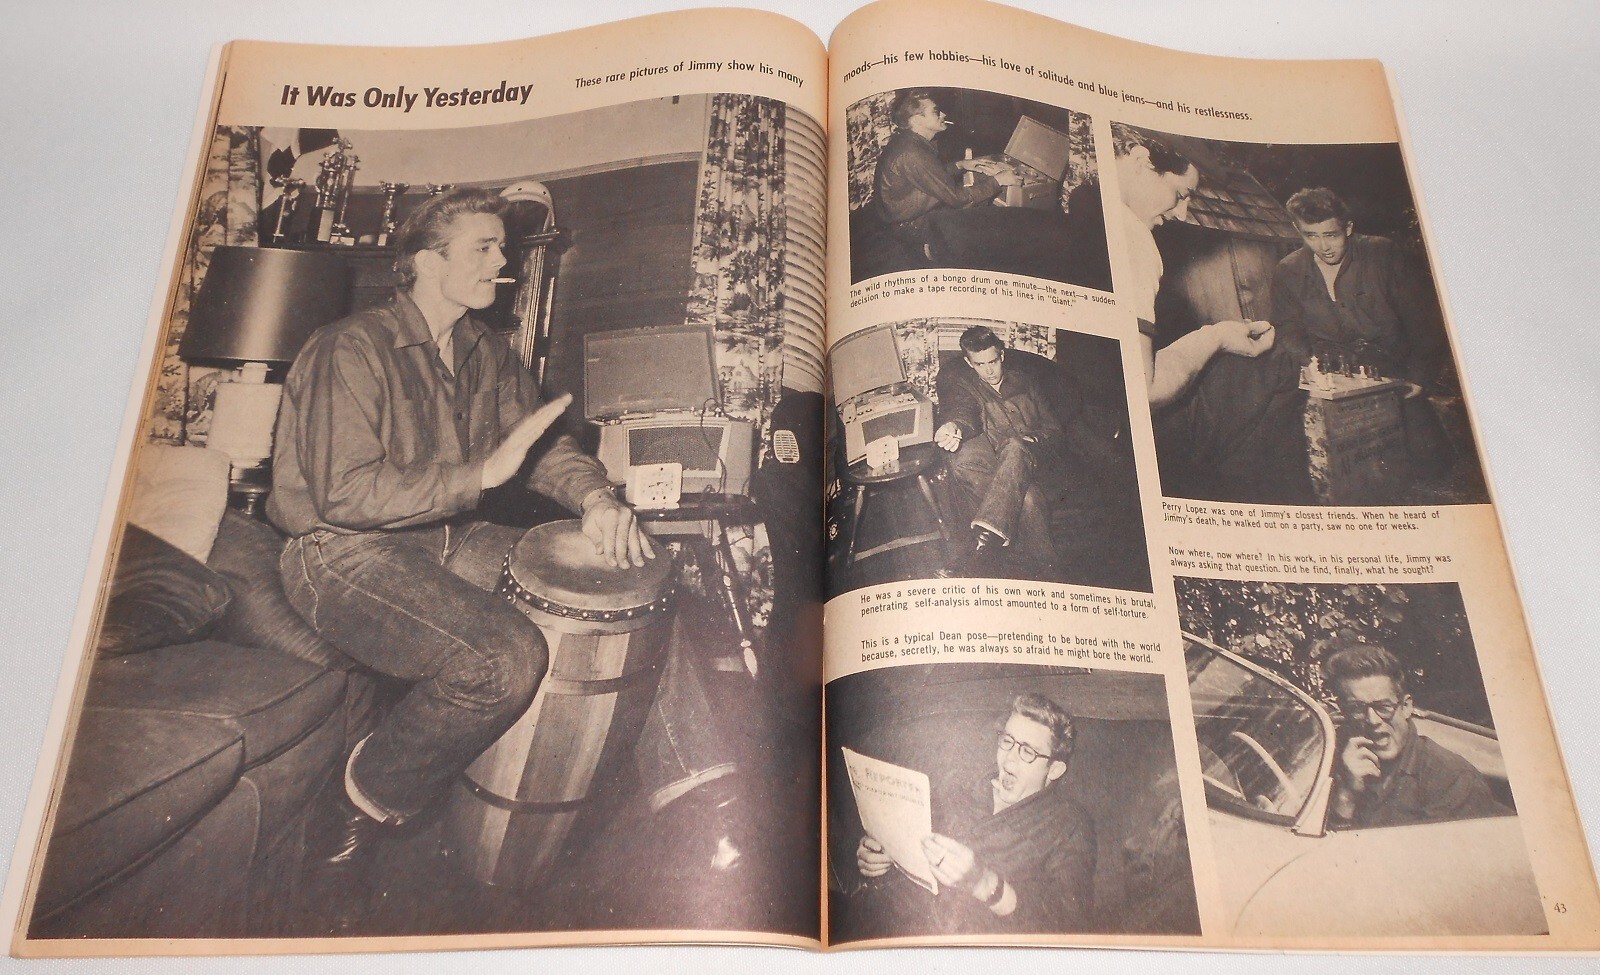 It Was Only Yesterday
These rare pictures of Jimmy show his many
moods—his few hobbies—his love of solitude and blue jeans—and his restlessness.
The wild rhythms of a bongo drum one minute—the next—a sudden
decision to make a tape recording of his lines in "Giant."
He was a severe critic of his own work and sometimes his brutal,
penetrating self-analysis almost amounted to a form of self-torture.
This is a typical Dean pose—pretending to be bored with the world
because, secretly, he was always so afraid he might bore the world.
REPORTER
Perry Lopez was one of Jimmy's closest friends. When he heard of
Jimmy's death, he walked out on a party, saw no one for weeks.
Now where, now where? In his work, in his personal life, Jimmy was
always asking that question. Did he find, finally, what he sought?
43